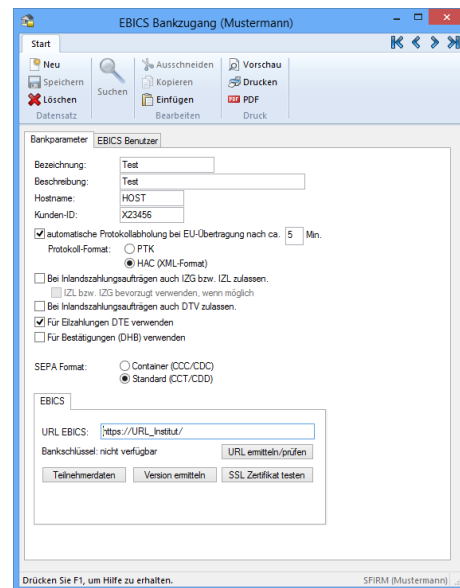 EBICS Bankzugang (Mustermann)
Start
Neu
Speichern
Löschen
Datensatz
Suchen
Ausschneiden
Kopieren
Einfügen
Bearbeiten
Vorschau
Drucken
PDF PDF
Druck
Bankparameter EBICS Benutzer
Bezeichnung: Test
Beschreibung: Test
Hostname: HOST
Kunden-ID: X23456
automatische Protokollabholung bei EU-Übertragung nach ca. 5 Min.
Protokoll-Format: PTK
HAC (XML-Format)
Bei Inlandszahlungsaufträgen auch IZG bzw. IZL zulassen.
IZL bzw. IZG bevorzugt verwenden, wenn möglich
Bei Inlandszahlungsaufträgen auch DTV zulassen.
Für Eilzahlungen DTE verwenden
Für Bestätigungen (DHB) verwenden
SEPA Format: Container (CCC/CDC)
Standard (CCT/CDD)
EBICS
URL EBICS: https://URL_Institut/
Bankschlüssel: nicht verfügbar URL ermitteln/prüfen
Teilnehmerdaten Version ermitteln SSL Zertifikat testen
Drücken Sie F1, um Hilfe zu erhalten. SFIRM (Mustermann)